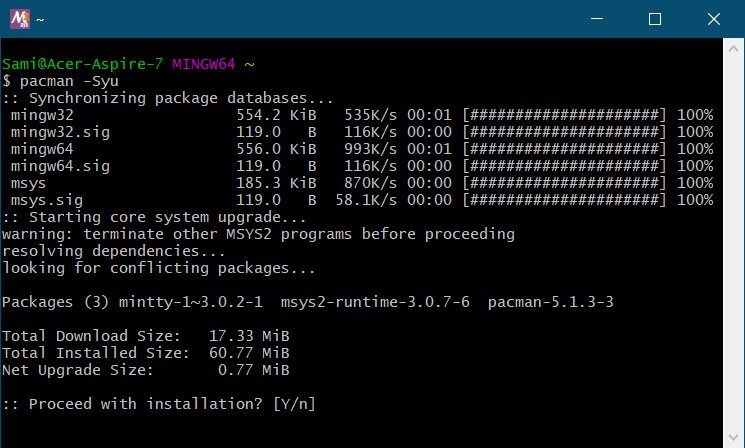 ~
Sami@Acer-Aspire-7 MINGW64 ~
$ pacman -Syu
:: Synchronizing package databases...
 mingw32                  554.2 KiB   535K/s 00:01 [#####################] 100%
 mingw32.sig              119.0   B   116K/s 00:00 [#####################] 100%
 mingw64                  556.0 KiB   993K/s 00:01 [#####################] 100%
 mingw64.sig              119.0   B   116K/s 00:00 [#####################] 100%
 msys                     185.3 KiB   870K/s 00:00 [#####################] 100%
 msys.sig                 119.0   B  58.1K/s 00:00 [#####################] 100%
:: Starting core system upgrade...
warning: terminate other MSYS2 programs before proceeding
resolving dependencies...
looking for conflicting packages...

Packages (3) mintty-1~3.0.2-1  msys2-runtime-3.0.7-6  pacman-5.1.3-3

Total Download Size:   17.33 MiB
Total Installed Size:  60.77 MiB
Net Upgrade Size:       0.77 MiB

:: Proceed with installation? [Y/n]